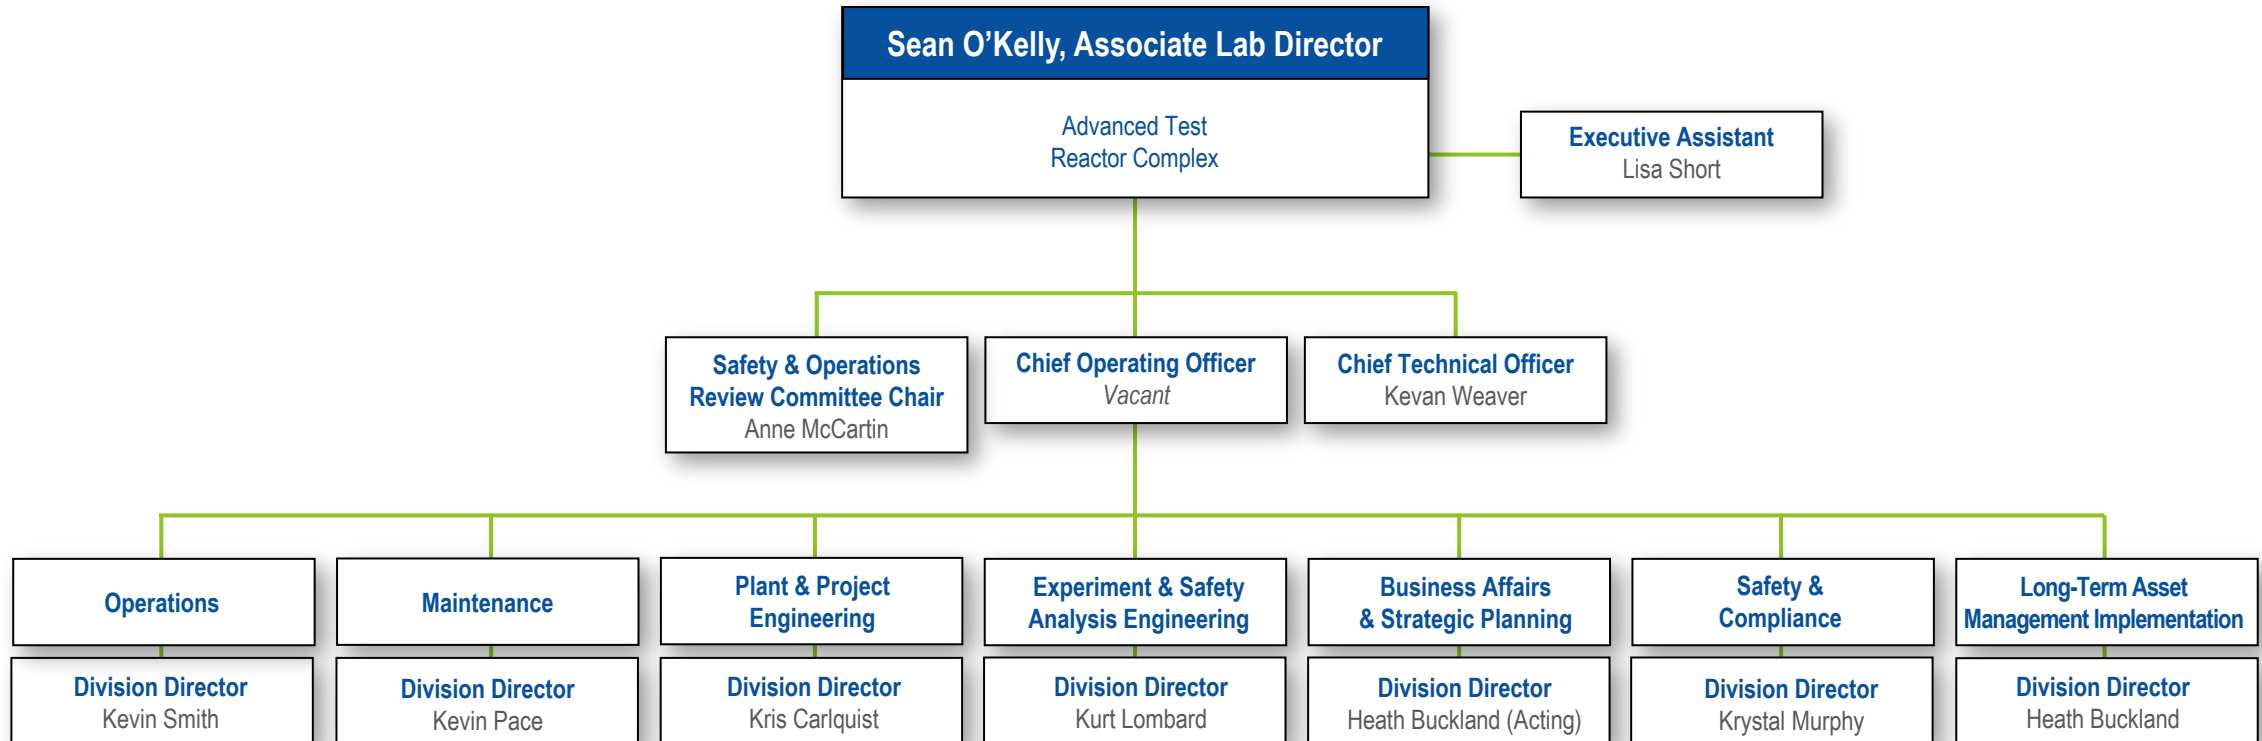 Sean O’Kelly, Associate Lab Director
Advanced Test
Reactor Complex
Executive Assistant
Lisa Short
Safety & Operations
Review Committee Chair
Anne McCartin
Chief Operating Officer
Vacant
Chief Technical Officer
Kevan Weaver
Operations
Division Director
Kevin Smith
Maintenance
Division Director
Kevin Pace
Plant & Project
Engineering
Division Director
Kris Carlquist
Experiment & Safety
Analysis Engineering
Division Director
Kurt Lombard
Business Affairs
& Strategic Planning
Division Director
Heath Buckland (Acting)
Safety &
Compliance
Division Director
Krystal Murphy
Long-Term Asset
Management Implementation
Division Director
Heath Buckland